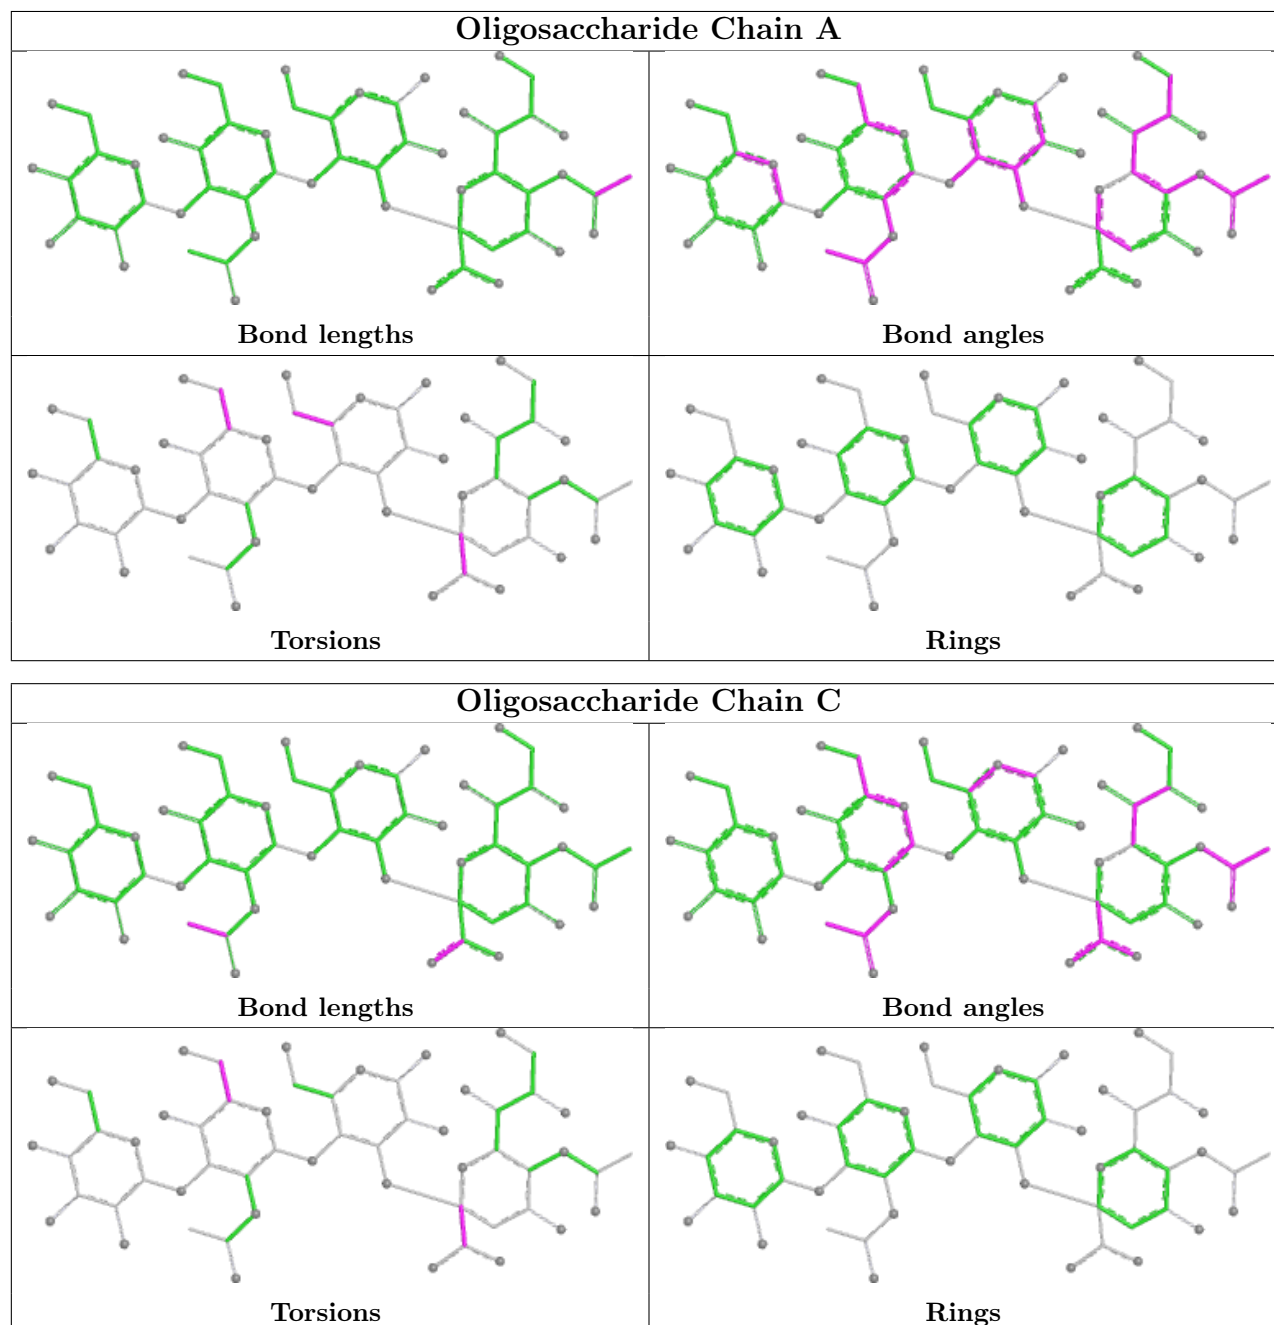 Oligosaccharide Chain A
Bond lengths
Bond angles
Torsions
Rings
Oligosaccharide Chain C
Bond lengths
Bond angles
Torsions
Rings